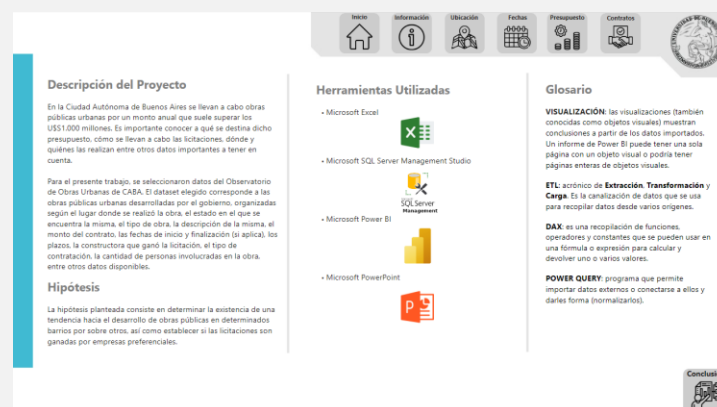 Inicio
Información
Ubicación
Fechas
Presupuesto
Contratos
Descripción del Proyecto
En la Ciudad Autónoma de Buenos Aires se llevan a cabo obras
públicas urbanas por un monto anual que suele superar los
U$S1.000 millones. Es importante conocer a qué se destina dicho
presupuesto, cómo se llevan a cabo las licitaciones, dónde y
quiénes las realizan entre otros datos importantes a tener en
cuenta.
Para el presente trabajo, se seleccionaron datos del Observatorio
de Obras Urbanas de CABA. El dataset elegido corresponde a las
obras públicas urbanas desarrolladas por el gobierno, organizadas
según el lugar donde se realizó la obra, el estado en el que se
encuentra la misma, el tipo de obra, la descripción de la misma, el
monto del contrato, las fechas de inicio y finalización (si aplica), los
plazos, la constructora que ganó la licitación, el tipo de
contratación, la cantidad de personas involucradas en la obra,
entre otros datos disponibles.
Hipótesis
La hipótesis planteada consiste en determinar la existencia de una
tendencia hacia el desarrollo de obras públicas en determinados
barrios por sobre otros, así como establecer si las licitaciones son
ganadas por empresas preferenciales.
Herramientas Utilizadas
• Microsoft Excel
• Microsoft SQL Server Management Studio
SQL Server
Management
• Microsoft Power BI
• Microsoft PowerPoint
Glosario
VISUALIZACIÓN: las visualizaciones (también
conocidas como objetos visuales) muestran
conclusiones a partir de los datos importados.
Un informe de Power BI puede tener una sola
página con un objeto visual o podría tener
páginas enteras de objetos visuales.
ETL: acrónico de Extracción, Transformación y
Carga. Es la canalización de datos que se usa
para recopilar datos desde varios orígenes.
DAX: es una recopilación de funciones,
operadores y constantes que se pueden usar en
una fórmula o expresión para calcular y
devolver uno o varios valores.
POWER QUERY: programa que permite
importar datos externos o conectarse a ellos y
darles forma (normalizarlos).